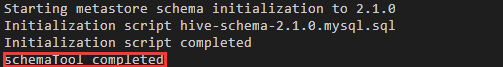 Starting metastore schema initialization to 2.1.0
Initialization script hive-schema-2.1.0.mysql.sql
Initialization script completed
schemaTool completed